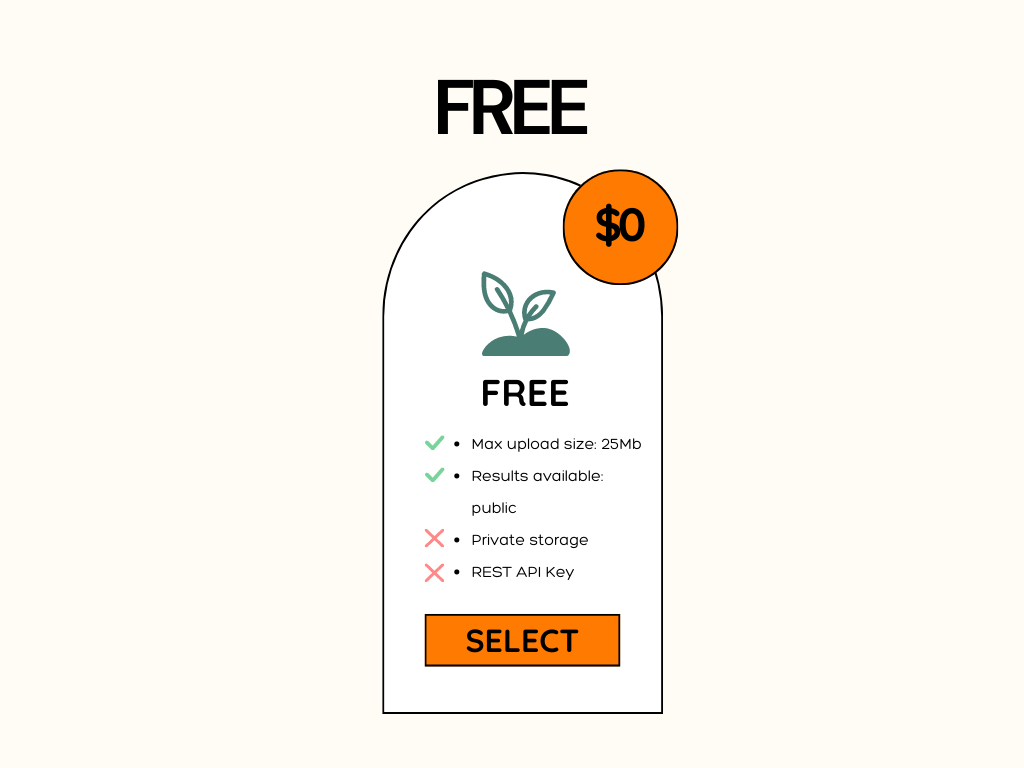 FREE
$0
FREE
• Max upload size: 25Mb
• Results available:
public
• Private storage
• REST API Key
SELECT